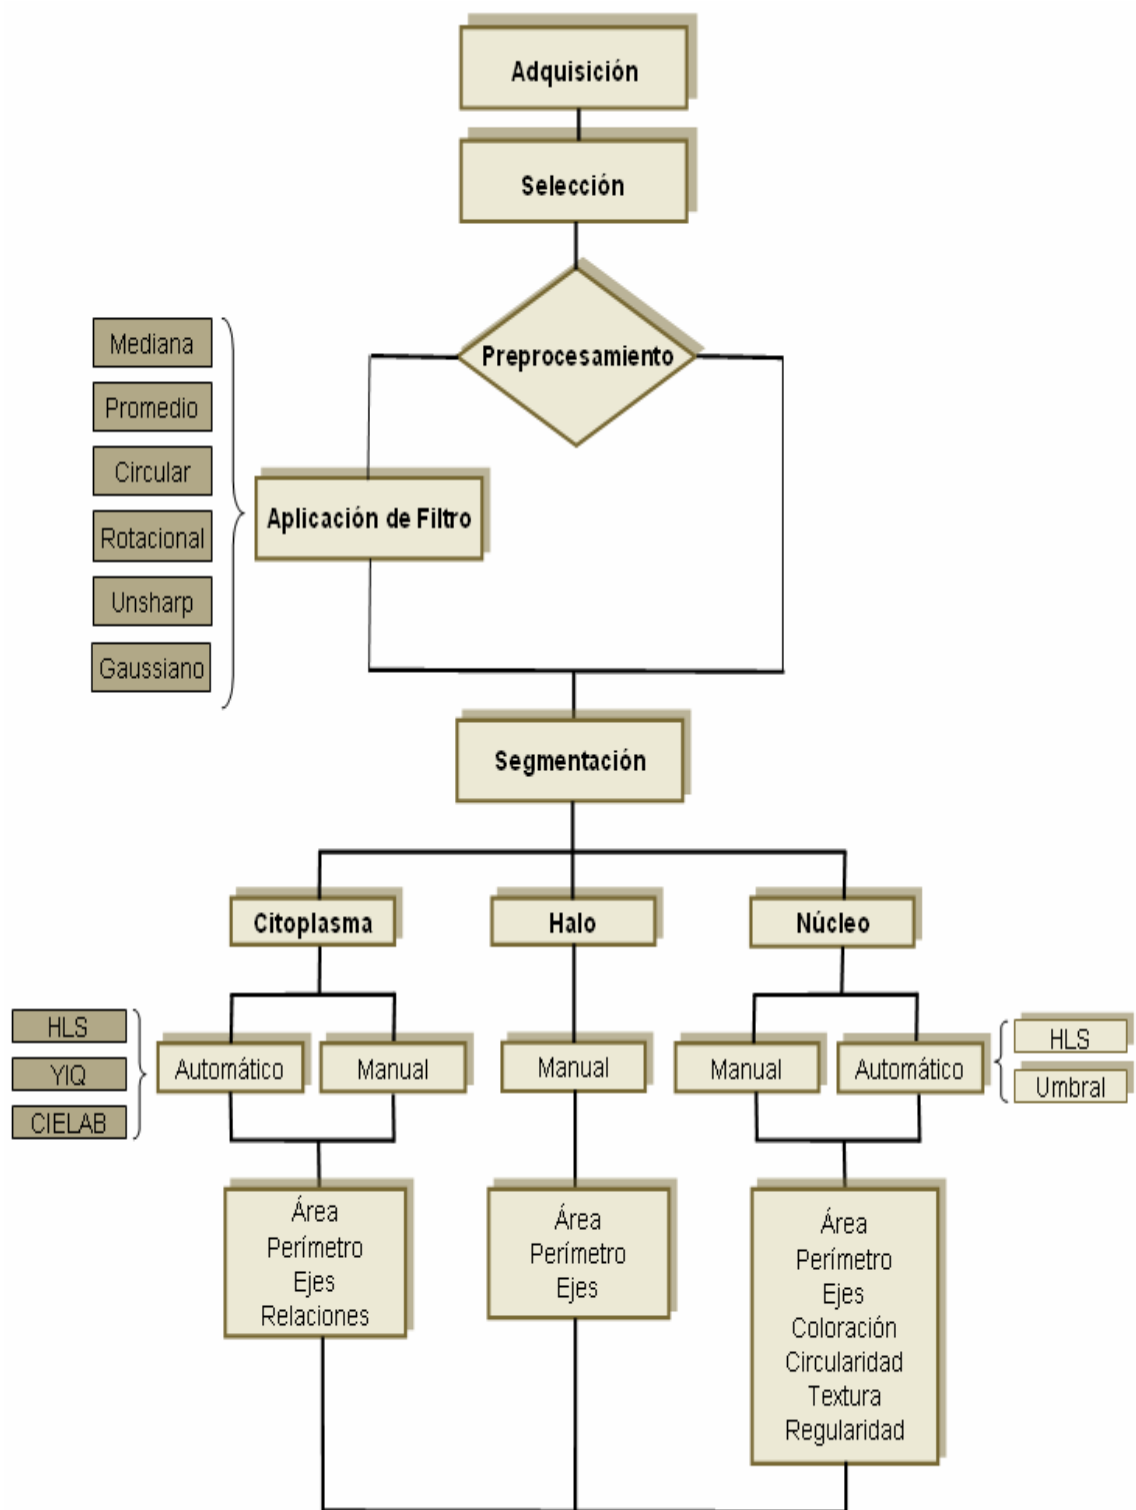 Adquisición
Selección
Preprocesamiento
Mediana
Promedio
Circular
Rotacional
Unsharp
Gaussiano
Aplicación de Filtro
Segmentación
Citoplasma
Halo
Núcleo
HLS
YIQ
CIELAB
Automático
Manual
Manual
Manual
Automático
HLS
Umbral
Área
Perímetro
Ejes
Relaciones
Área
Perímetro
Ejes
Área
Perímetro
Ejes
Coloración
Circularidad
Textura
Regularidad